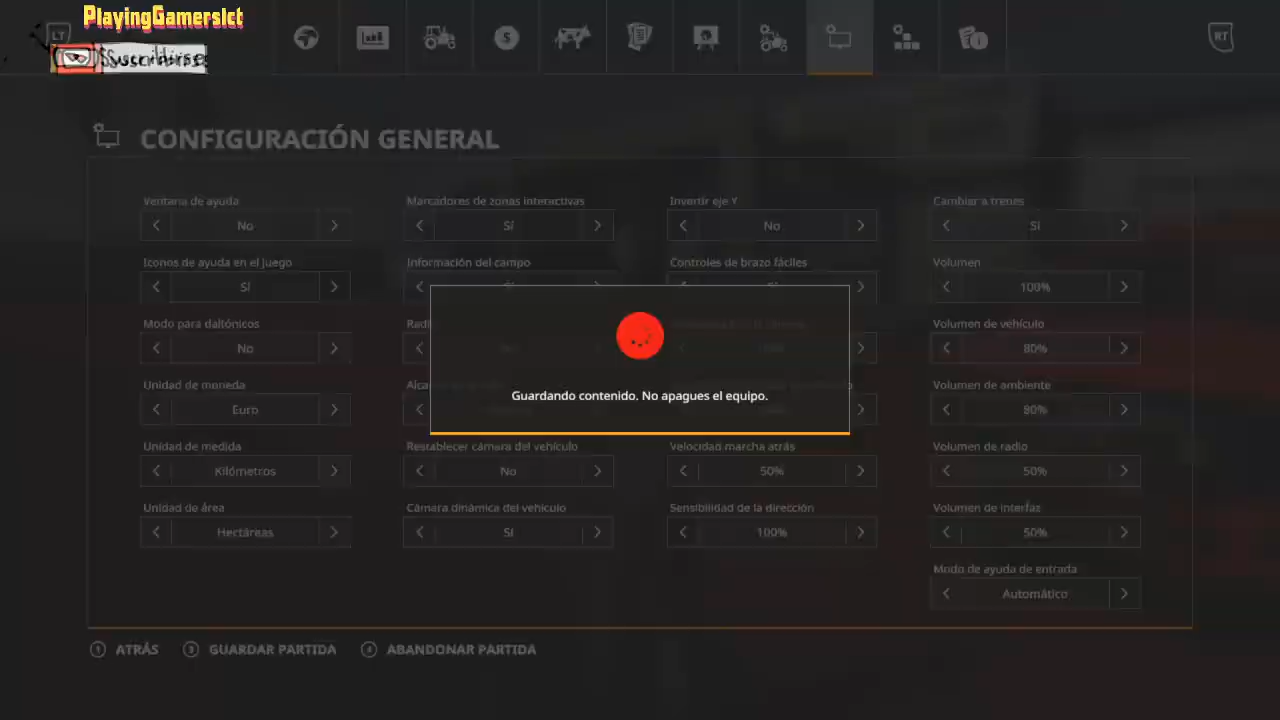 PlayingGamersIct
LT
RT
Suscribirse
CONFIGURACIÓN GENERAL
Ventana de ayuda
No
Marcadores de zonas interactivas
Sí
Invertir eje Y
No
Cambiar a trenes
Sí
Iconos de ayuda en el juego
Sí
Información del campo
Controles de brazo fáciles
Volumen
100%
Modo para daltónicos
No
Volumen de vehículo
80%
Unidad de moneda
Euro
Volumen de ambiente
80%
Guardando contenido. No apagues el equipo.
Unidad de medida
Kilómetros
Restablecer cámara del vehículo
No
Velocidad marcha atrás
50%
Volumen de radio
50%
Unidad de área
Hectáreas
Cámara dinámica del vehículo
Sí
Sensibilidad de la dirección
100%
Volumen de interfaz
50%
Modo de ayuda de entrada
Automático
ATRÁS
GUARDAR PARTIDA
ABANDONAR PARTIDA